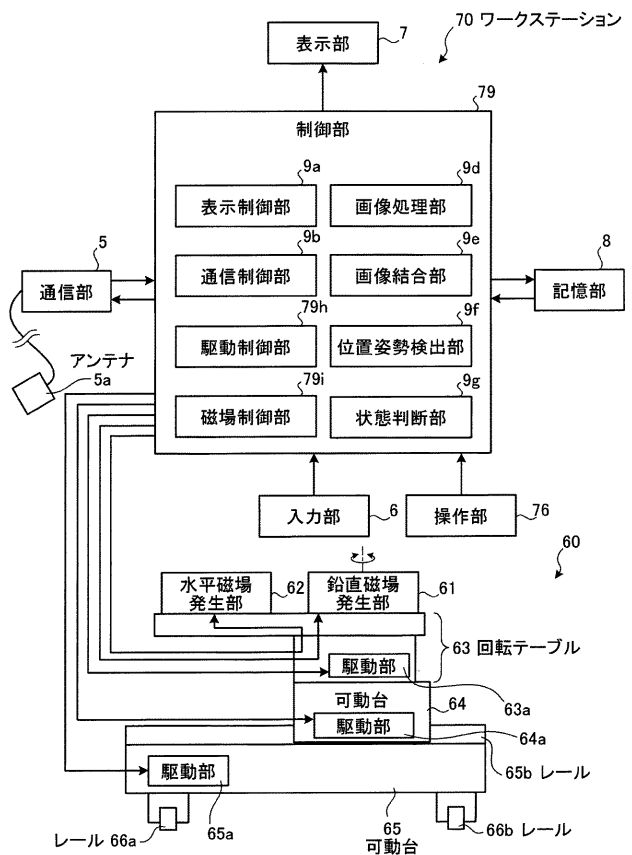 70 ワークステーション
表示部
7
79
制御部
9a
表示制御部
9d
画像処理部
9b
通信制御部
9e
画像結合部
5
通信部
8
記憶部
79h
駆動制御部
9f
位置姿勢検出部
アンテナ
5a
79i
磁場制御部
9g
状態判断部
入力部
6
操作部
76
60
水平磁場
発生部
62
鉛直磁場
発生部
61
63 回転テーブル
駆動部
63a
可動台
64
駆動部
64a
65b レール
駆動部
65a
65
可動台
レール 66a
66b レール